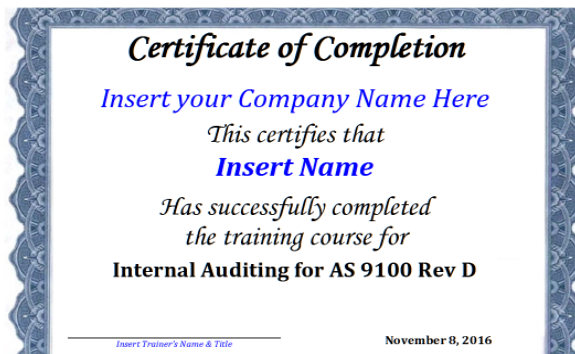 Certificate of Completion
Insert your Company Name Here
This certifies that
Insert Name
Has successfully completed
the training course for
Internal Auditing for AS 9100 Rev D
Insert Trainer's Name & Title
November 8, 2016